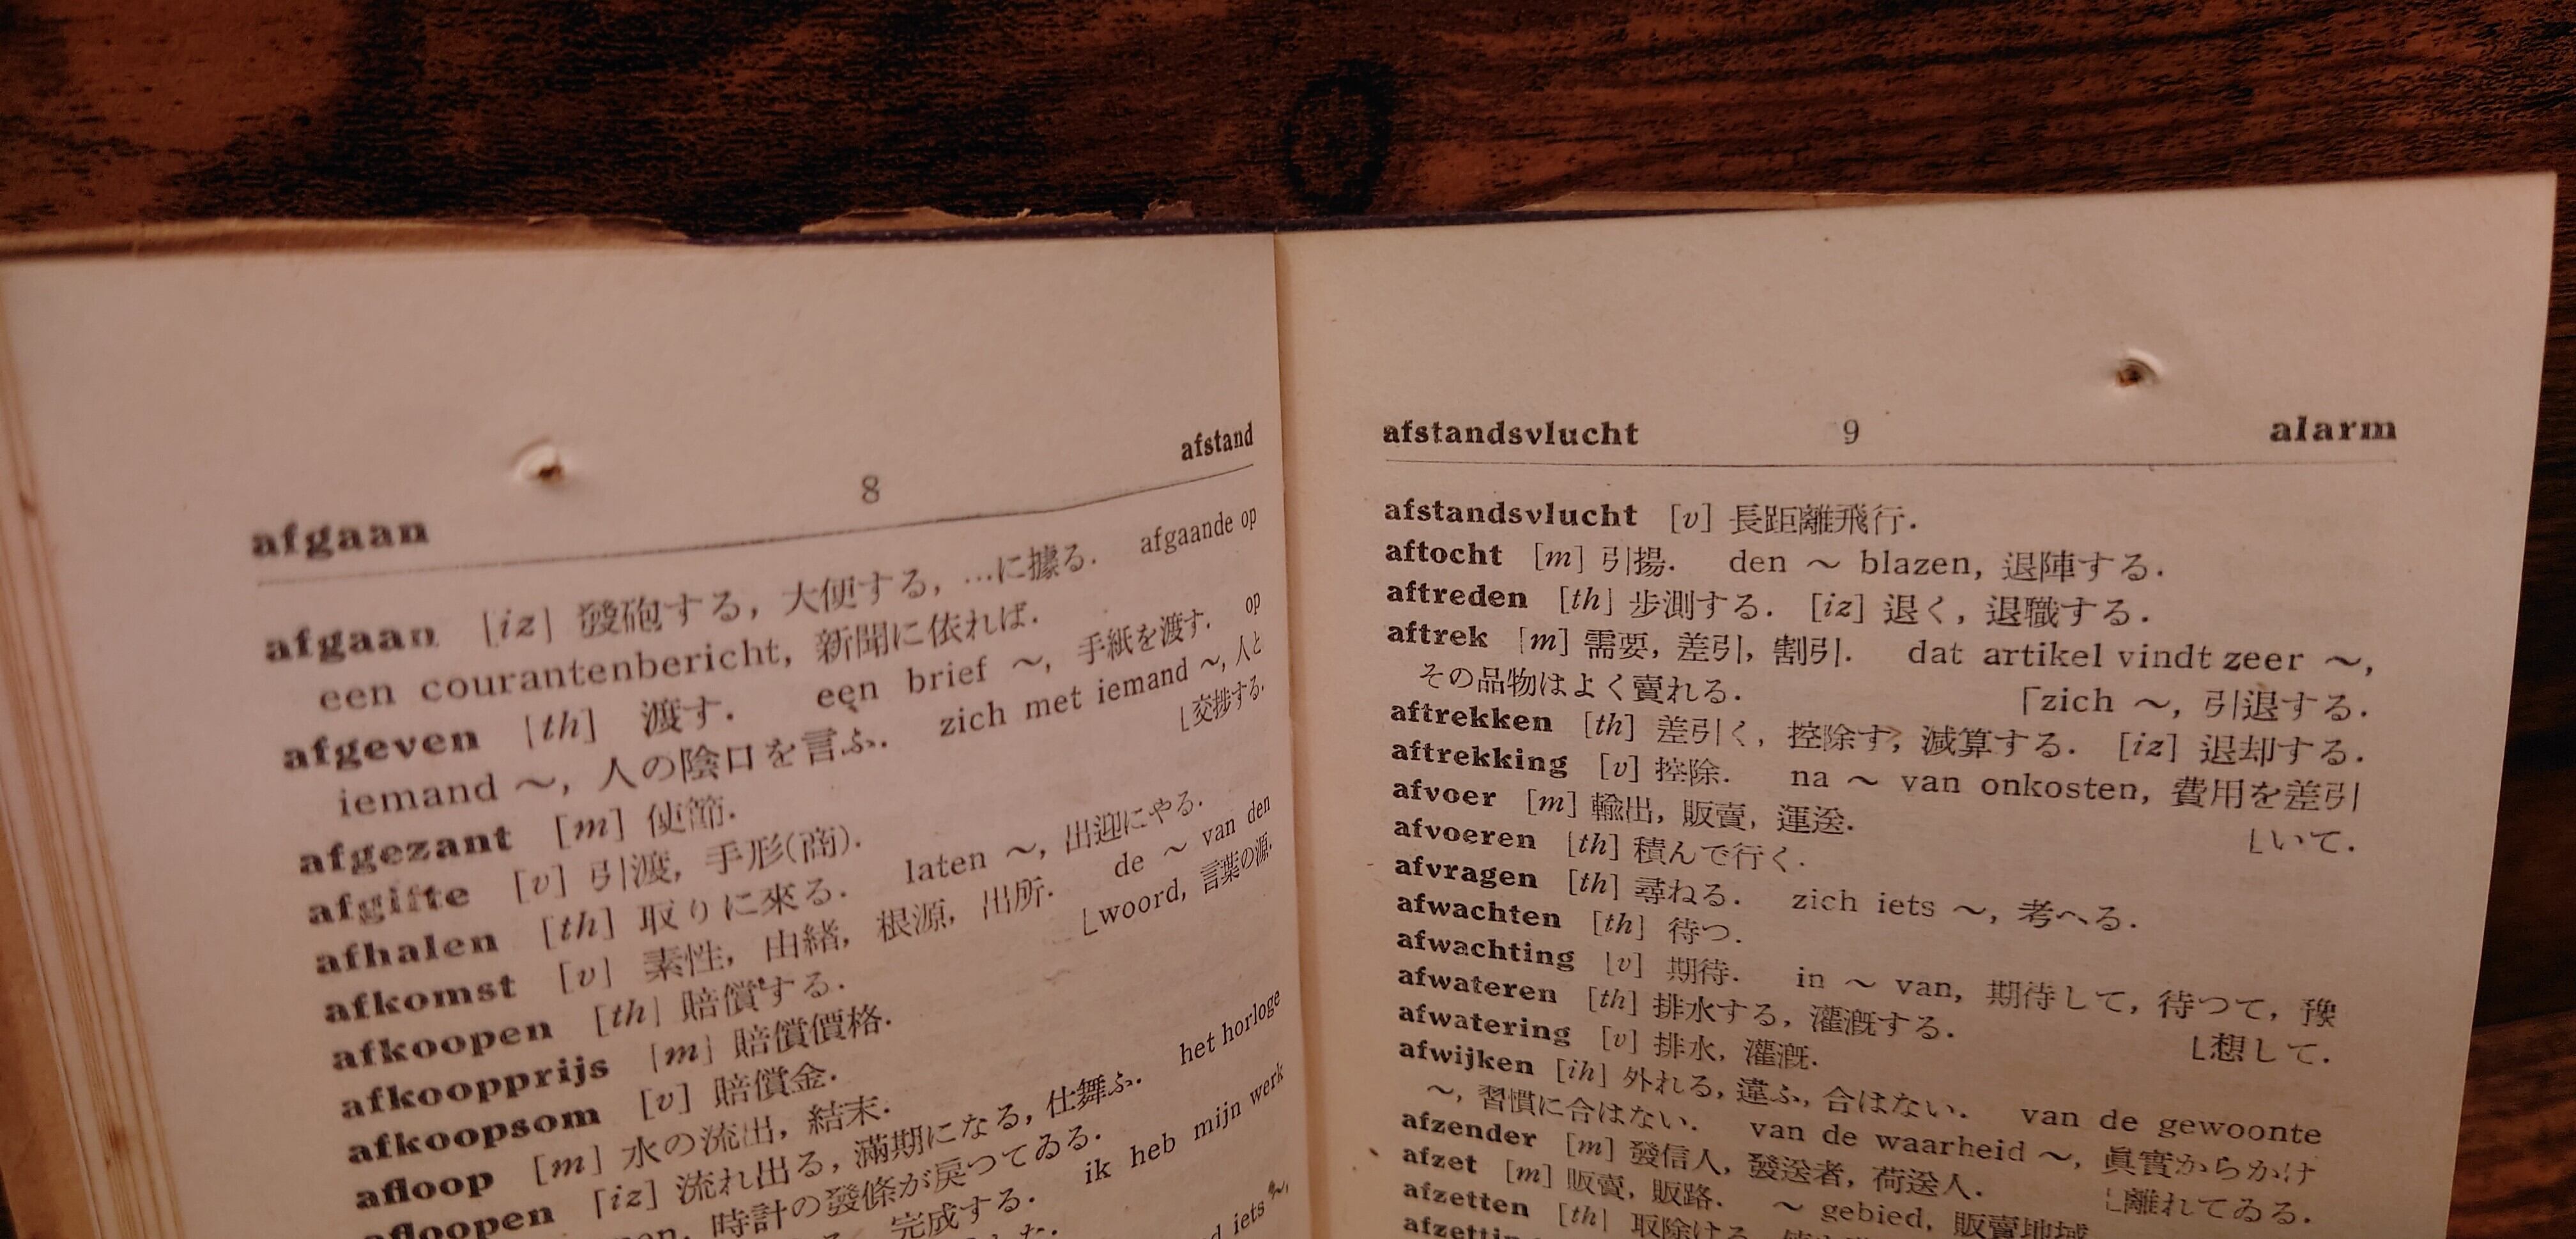 afgaan 8 afstand
afgaan [iz] 發砲する, 大便する, …に據る. afgaande op
een courantenbericht, 新聞に依れば.
afgeven [th] 渡す. een brief ～, 手紙を渡す. op
iemand ～, 人の陰口を言ふ. zich met iemand ～, 人と
⌊交捗する.
afgezant [m] 使節.
afgifte [v] 引渡, 手形(商).
afhalen [th] 取りに來る. laten ～, 出迎にやる.
afkomst [v] 素性, 由緒, 根源, 出所. de ～ van den
⌊woord, 言葉の源.
afkoopen [th] 賠償する.
afkoopprijs [m] 賠償價格.
afkoopsom [v] 賠償金.
afloop [m] 水の流出, 結末.
afloopen [iz] 流れ出る, 滿期になる, 仕舞ふ. het horloge
時計の發條が戻つてゐる. ik heb mijn werk
完成する.
iets ～,
afstandsvlucht 9 alarm
afstandsvlucht [v] 長距離飛行.
aftocht [m] 引揚. den ～ blazen, 退陣する.
aftreden [th] 步測する. [iz] 退く, 退職する.
aftrek [m] 需要, 差引, 割引. dat artikel vindt zeer ～,
その品物はよく賣れる. ⌈zich ～, 引退する.
aftrekken [th] 差引く, 控除す, 減算する. [iz] 退却する.
aftrekking [v] 控除. na ～ van onkosten, 費用を差引
afvoer [m] 輸出, 販賣, 運送. ⌊いて.
afvoeren [th] 積んで行く.
afvragen [th] 尋ねる. zich iets ～, 考へる.
afwachten [th] 待つ.
afwachting [v] 期待. in ～ van, 期待して, 待つて, 豫
afwateren [th] 排水する, 灌漑する. ⌊想して.
afwatering [v] 排水, 灌漑.
afwijken [ih] 外れる, 違ふ, 合はない. van de gewoonte
～, 習慣に合はない. van de waarheid ～, 眞實からかけ
afzender [m] 發信人, 發送者, 荷送人. ⌊離れてゐる.
afzet [m] 販賣, 販路. ～ gebied, 販賣地域
afzetten [th] 取除ける